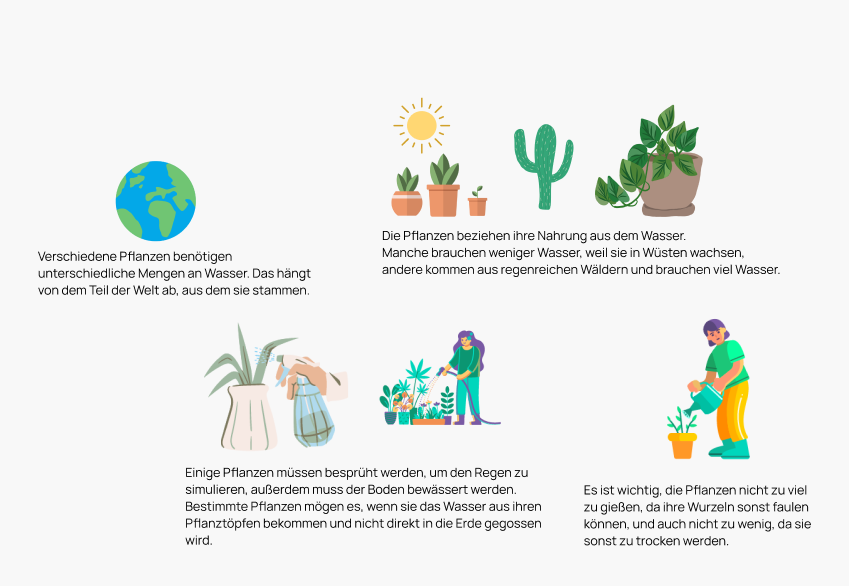 Verschiedene Pflanzen benötigen
unterschiedliche Mengen an Wasser. Das hängt
von dem Teil der Welt ab, aus dem sie stammen.
Die Pflanzen beziehen ihre Nahrung aus dem Wasser.
Manche brauchen weniger Wasser, weil sie in Wüsten wachsen,
andere kommen aus regenreichen Wäldern und brauchen viel Wasser.
Einige Pflanzen müssen besprüht werden, um den Regen zu
simulieren, außerdem muss der Boden bewässert werden.
Bestimmte Pflanzen mögen es, wenn sie das Wasser aus ihren
Pflanztöpfen bekommen und nicht direkt in die Erde gegossen
wird.
Es ist wichtig, die Pflanzen nicht zu viel
zu gießen, da ihre Wurzeln sonst faulen
können, und auch nicht zu wenig, da sie
sonst zu trocken werden.